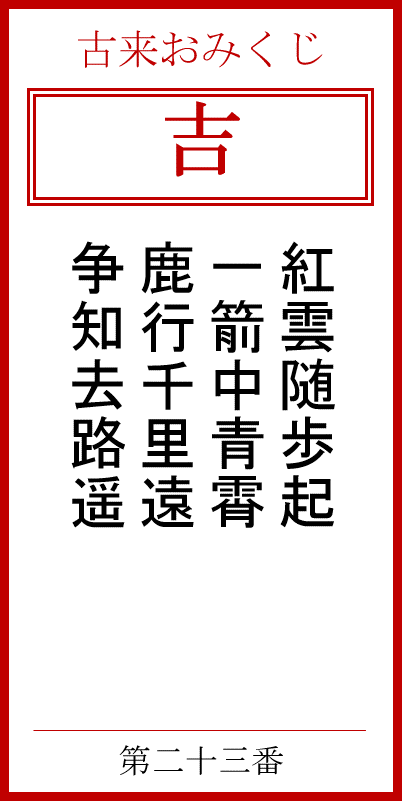 古来おみくじ
吉
紅雲随歩起
一箭中青霄
鹿行千里遠
争知去路遥
第二十三番